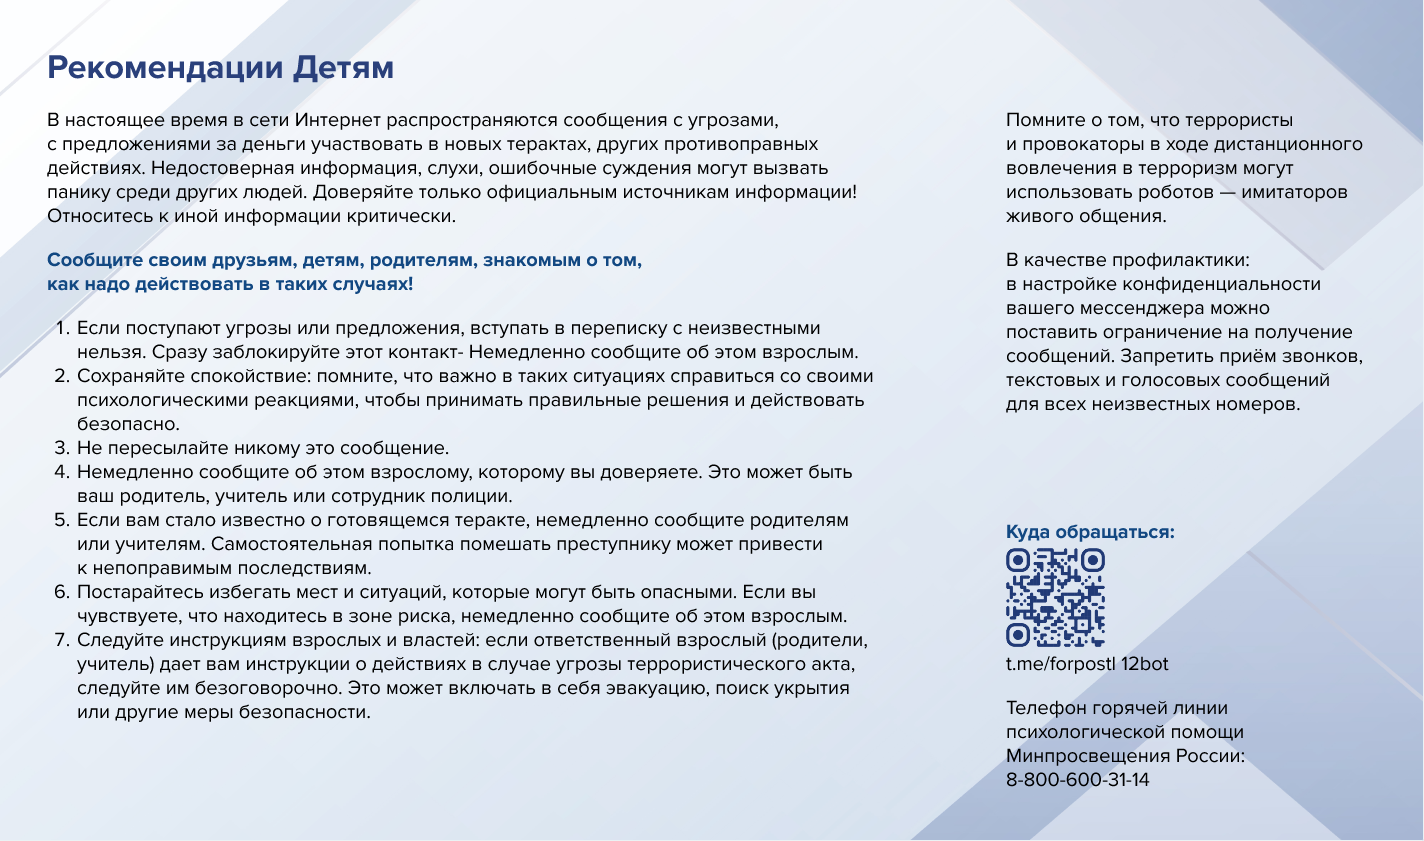 Рекомендации Детям
В настоящее время в сети Интернет распространяются сообщения с угрозами,
с предложениями за деньги участвовать в новых терактах, других противоправных
действиях. Недостоверная информация, слухи, ошибочные суждения могут вызвать
панику среди других людей. Доверяйте только официальным источникам информации!
Относитесь к иной информации критически.
Сообщите своим друзьям, детям, родителям, знакомым о том,
как надо действовать в таких случаях!
1. Если поступают угрозы или предложения, вступать в переписку с неизвестными
нельзя. Сразу заблокируйте этот контакт- Немедленно сообщите об этом взрослым.
2. Сохраняйте спокойствие: помните, что важно в таких ситуациях справиться со своими
психологическими реакциями, чтобы принимать правильные решения и действовать
безопасно.
3. Не пересылайте никому это сообщение.
4. Немедленно сообщите об этом взрослому, которому вы доверяете. Это может быть
ваш родитель, учитель или сотрудник полиции.
5. Если вам стало известно о готовящемся теракте, немедленно сообщите родителям
или учителям. Самостоятельная попытка помешать преступнику может привести
к непоправимым последствиям.
6. Постарайтесь избегать мест и ситуаций, которые могут быть опасными. Если вы
чувствуете, что находитесь в зоне риска, немедленно сообщите об этом взрослым.
7. Следуйте инструкциям взрослых и властей: если ответственный взрослый (родители,
учитель) дает вам инструкции о действиях в случае угрозы террористического акта,
следуйте им безоговорочно. Это может включать в себя эвакуацию, поиск укрытия
или другие меры безопасности.
Помните о том, что террористы
и провокаторы в ходе дистанционного
вовлечения в терроризм могут
использовать роботов — имитаторов
живого общения.
В качестве профилактики:
в настройке конфиденциальности
вашего мессенджера можно
поставить ограничение на получение
сообщений. Запретить приём звонков,
текстовых и голосовых сообщений
для всех неизвестных номеров.
Куда обращаться:
t.me/forpostl 12bot
Телефон горячей линии
психологической помощи
Минпросвещения России:
8-800-600-31-14